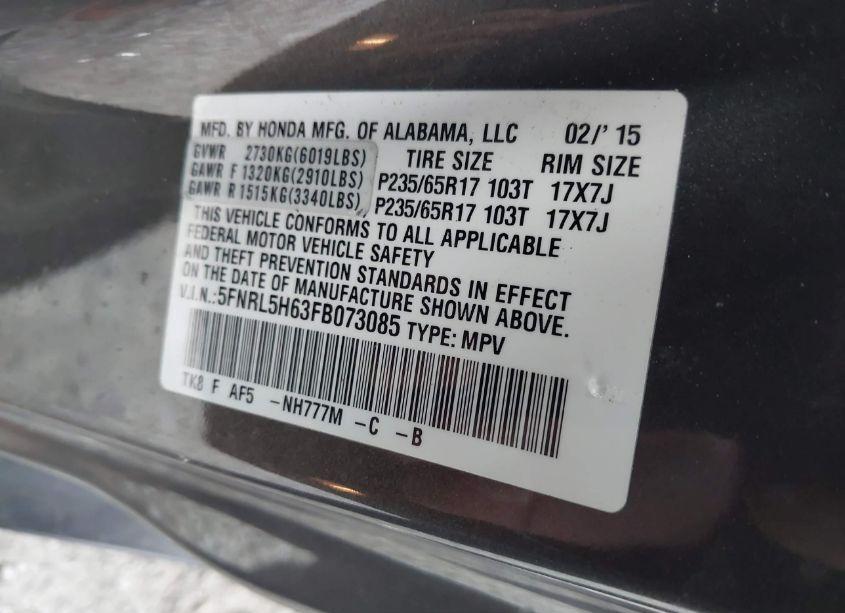 MFD. BY HONDA MFG. OF ALABAMA, LLC 02/' 15
GVWR 2730KG(6019LBS) TIRE SIZE RIM SIZE
GAWR F 1320KG(2910LBS) P235/65R17 103T 17X7J
GAWR R 1515KG(3340LBS) P235/65R17 103T 17X7J
THIS VEHICLE CONFORMS TO ALL APPLICABLE
FEDERAL MOTOR VEHICLE SAFETY
AND THEFT PREVENTION STANDARDS IN EFFECT
ON THE DATE OF MANUFACTURE SHOWN ABOVE.
V.I.N.:5FNRL5H63FB073085 TYPE: MPV
TK8 F AF5 -NH777M -C -B